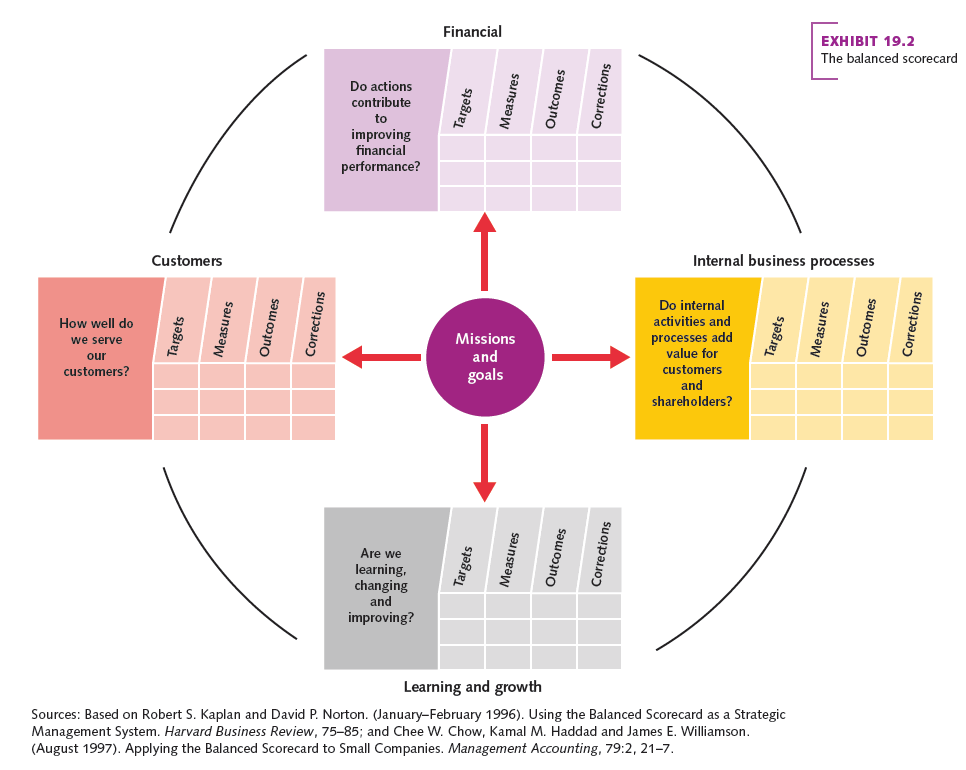 Financial
EXHIBIT 19.2
The balanced scorecard
Do actions
contribute
to
improving
financial
performance?
Targets
Measures
Outcomes
Corrections
Customers
How well do
we serve
our
customers?
Targets
Measures
Outcomes
Corrections
Missions
and
goals
Internal business processes
Do internal
activities and
processes add
value for
customers
and
shareholders?
Targets
Measures
Outcomes
Corrections
Are we
learning,
changing
and
improving?
Targets
Measures
Outcomes
Corrections
Learning and growth
Sources: Based on Robert S. Kaplan and David P. Norton. (January–February 1996). Using the Balanced Scorecard as a Strategic
Management System. Harvard Business Review, 75–85; and Chee W. Chow, Kamal M. Haddad and James E. Williamson.
(August 1997). Applying the Balanced Scorecard to Small Companies. Management Accounting, 79:2, 21–7.